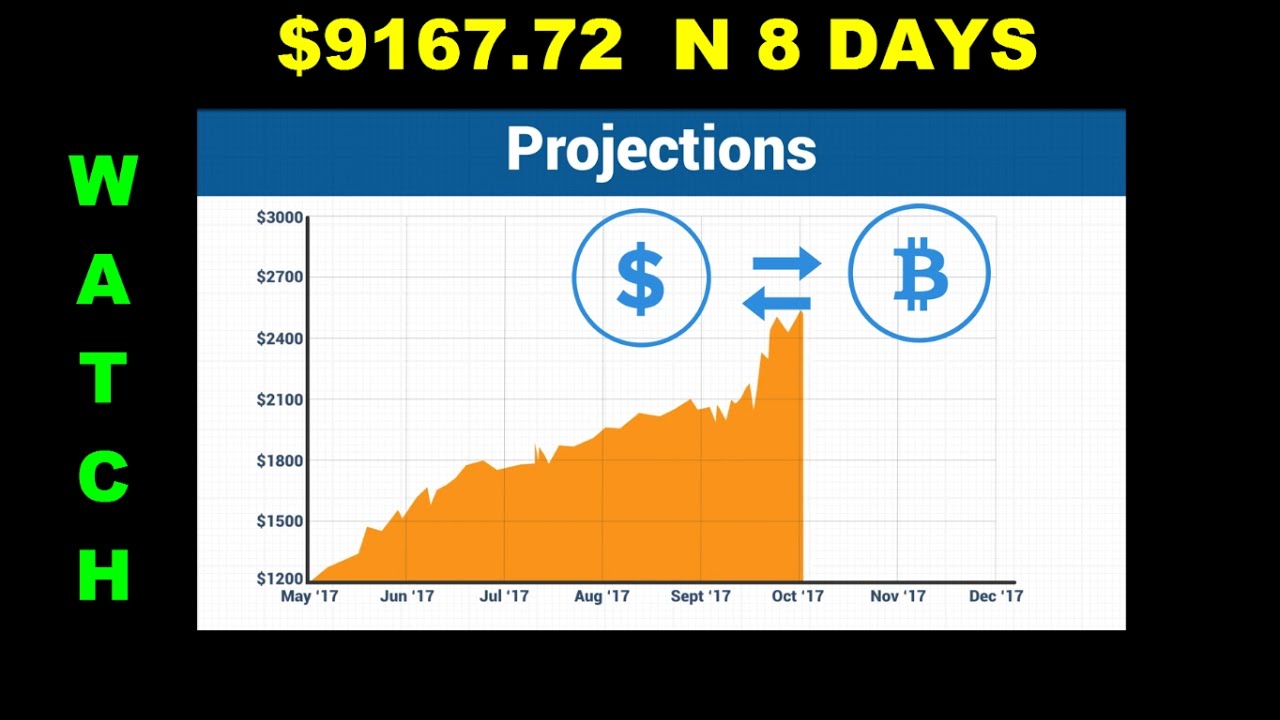 $9167.72 N 8 DAYS
WATCH
Projections
$3000
$2700
$2400
$2100
$1800
$1500
$1200
May ‘17 Jun ‘17 Jul ‘17 Aug ‘17 Sept ‘17 Oct ‘17 Nov ‘17 Dec ‘17
$ ₿